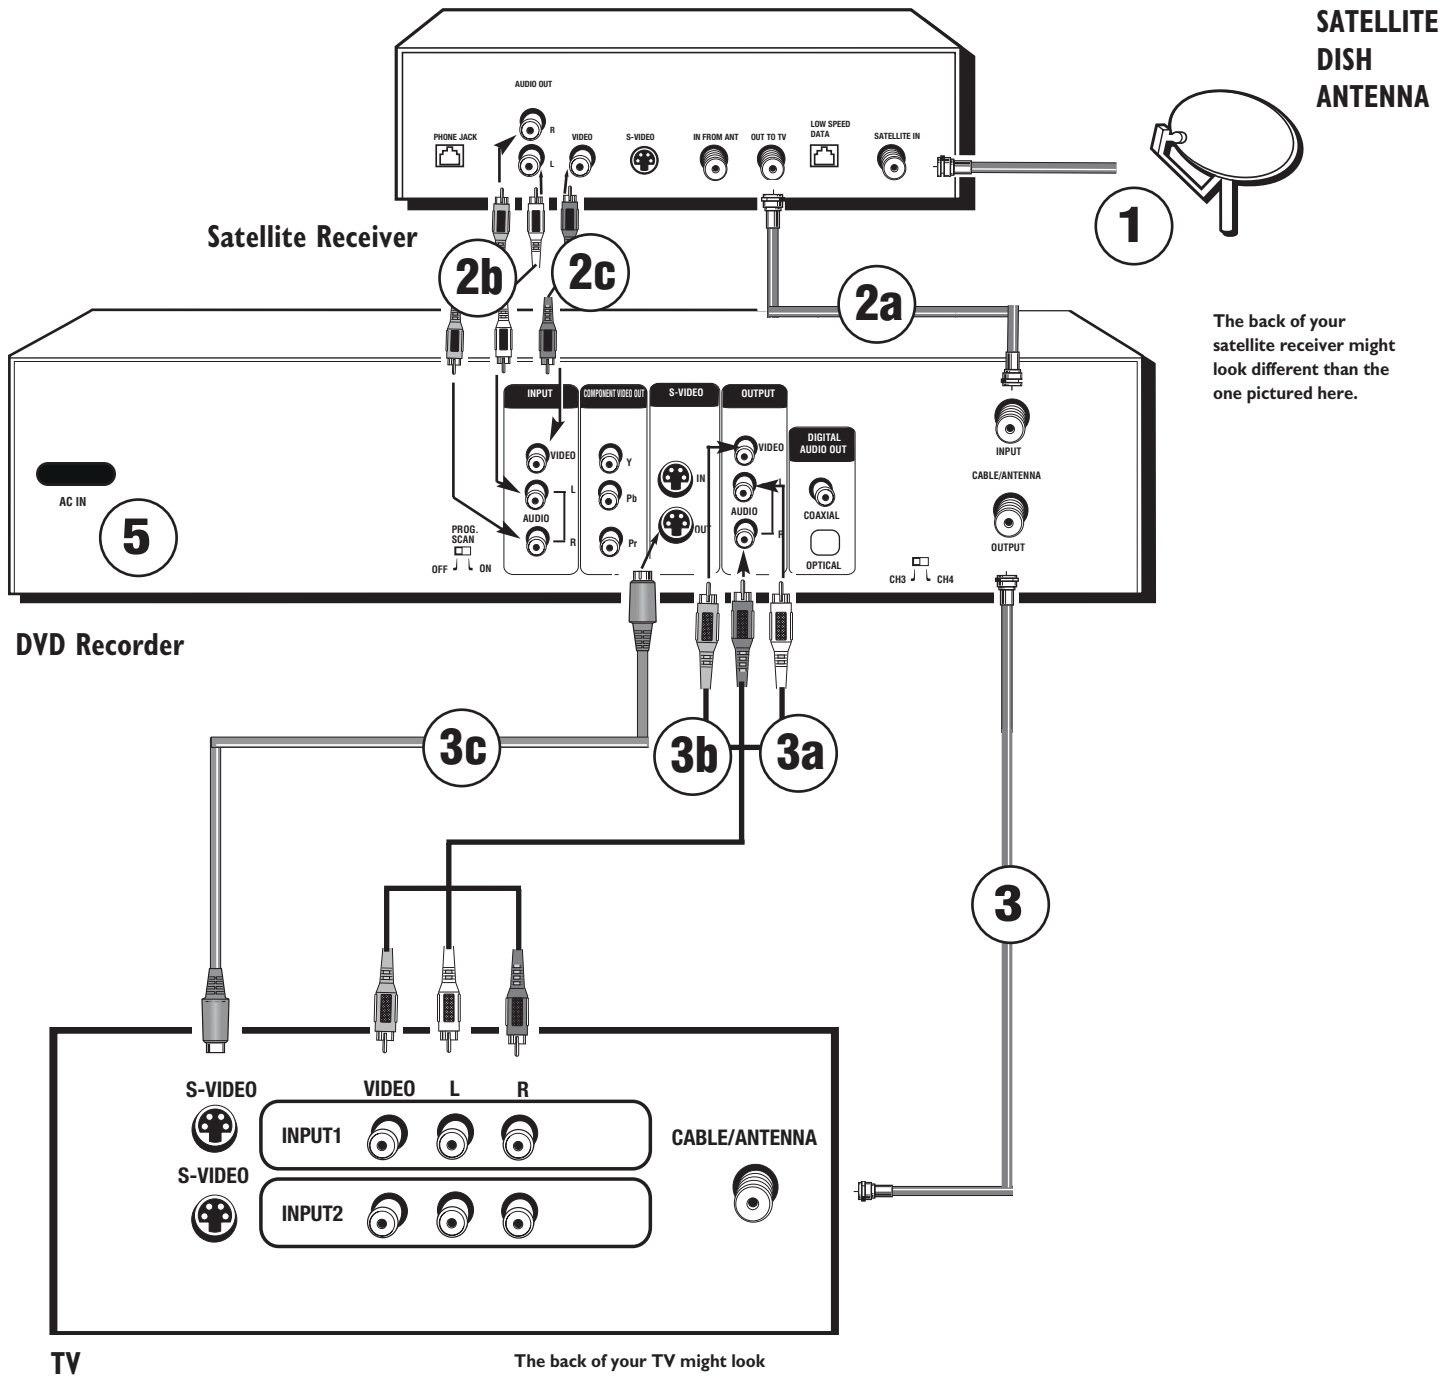 SATELLITE
DISH
ANTENNA
AUDIO OUT
R
L
PHONE JACK
VIDEO
S-VIDEO
IN FROM ANT
OUT TO TV
LOW SPEED
DATA
SATELLITE IN
1
Satellite Receiver
2b
2c
2a
The back of your
satellite receiver might
look different than the
one pictured here.
INPUT
COMPONENT VIDEO OUT
S-VIDEO
OUTPUT
DIGITAL
AUDIO OUT
VIDEO
L
AUDIO
R
Y
Pb
Pr
IN
OUT
VIDEO
AUDIO
R
COAXIAL
OPTICAL
INPUT
CABLE/ANTENNA
OUTPUT
AC IN
5
PROG.
SCAN
OFF
ON
CH3
CH4
DVD Recorder
3c
3b
3a
3
S-VIDEO
VIDEO
L
R
INPUT1
CABLE/ANTENNA
S-VIDEO
INPUT2
TV
The back of your TV might look